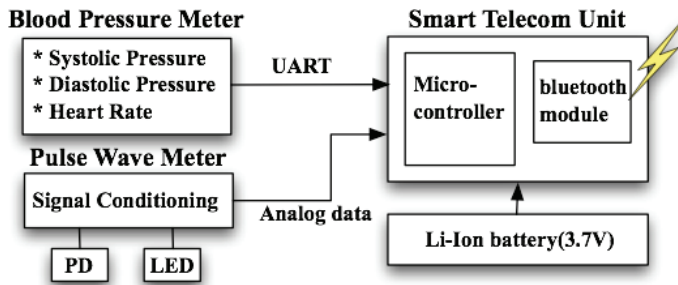 Blood Pressure Meter
* Systolic Pressure
* Diastolic Pressure
* Heart Rate
UART
Smart Telecom Unit
Micro-
controller
bluetooth
module
Pulse Wave Meter
Signal Conditioning
Analog data
PD
LED
Li-Ion battery(3.7V)